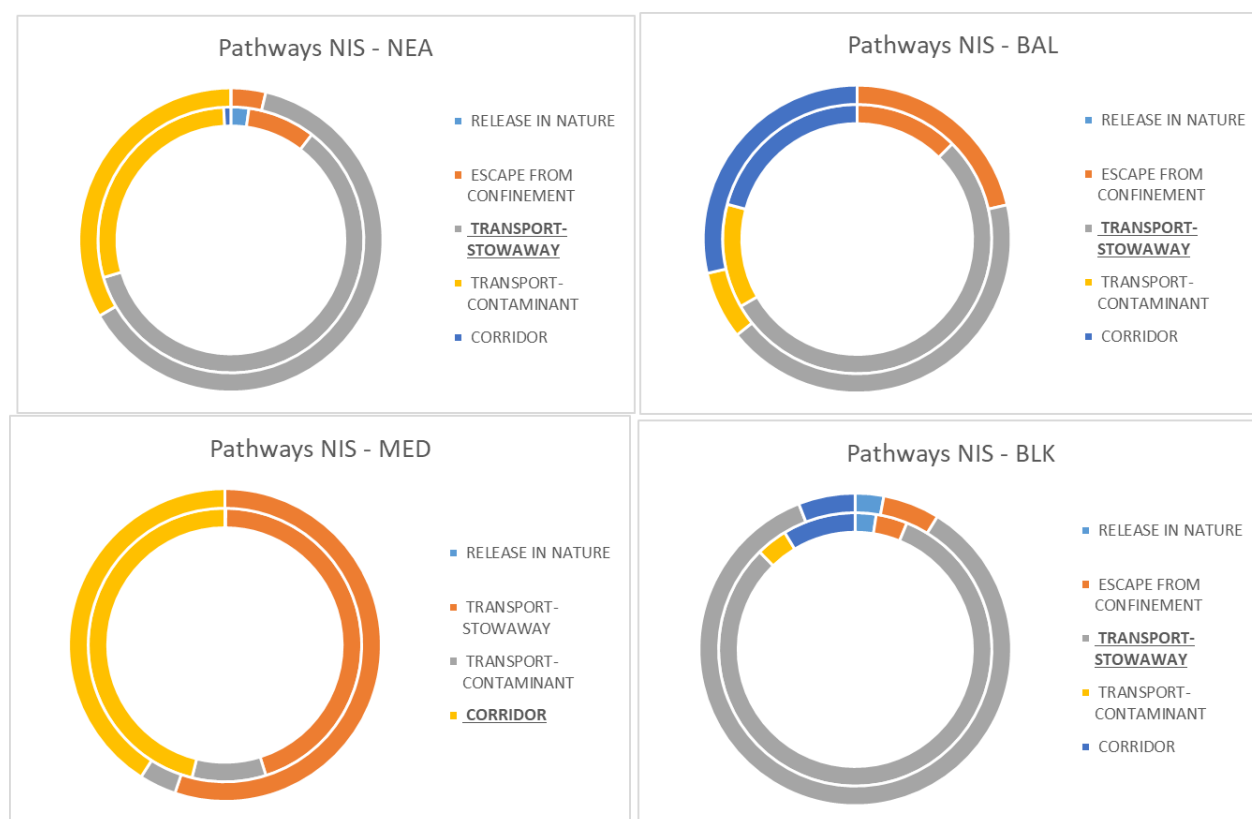 Pathways NIS - NEA
RELEASE IN NATURE
ESCAPE FROM
CONFINEMENT
TRANSPORT-
STOWAWAY
TRANSPORT-
CONTAMINANT
CORRIDOR
Pathways NIS - BAL
RELEASE IN NATURE
ESCAPE FROM
CONFINEMENT
TRANSPORT-
STOWAWAY
TRANSPORT-
CONTAMINANT
CORRIDOR
Pathways NIS - MED
RELEASE IN NATURE
TRANSPORT-
STOWAWAY
TRANSPORT-
CONTAMINANT
CORRIDOR
Pathways NIS - BLK
RELEASE IN NATURE
ESCAPE FROM
CONFINEMENT
TRANSPORT-
STOWAWAY
TRANSPORT-
CONTAMINANT
CORRIDOR